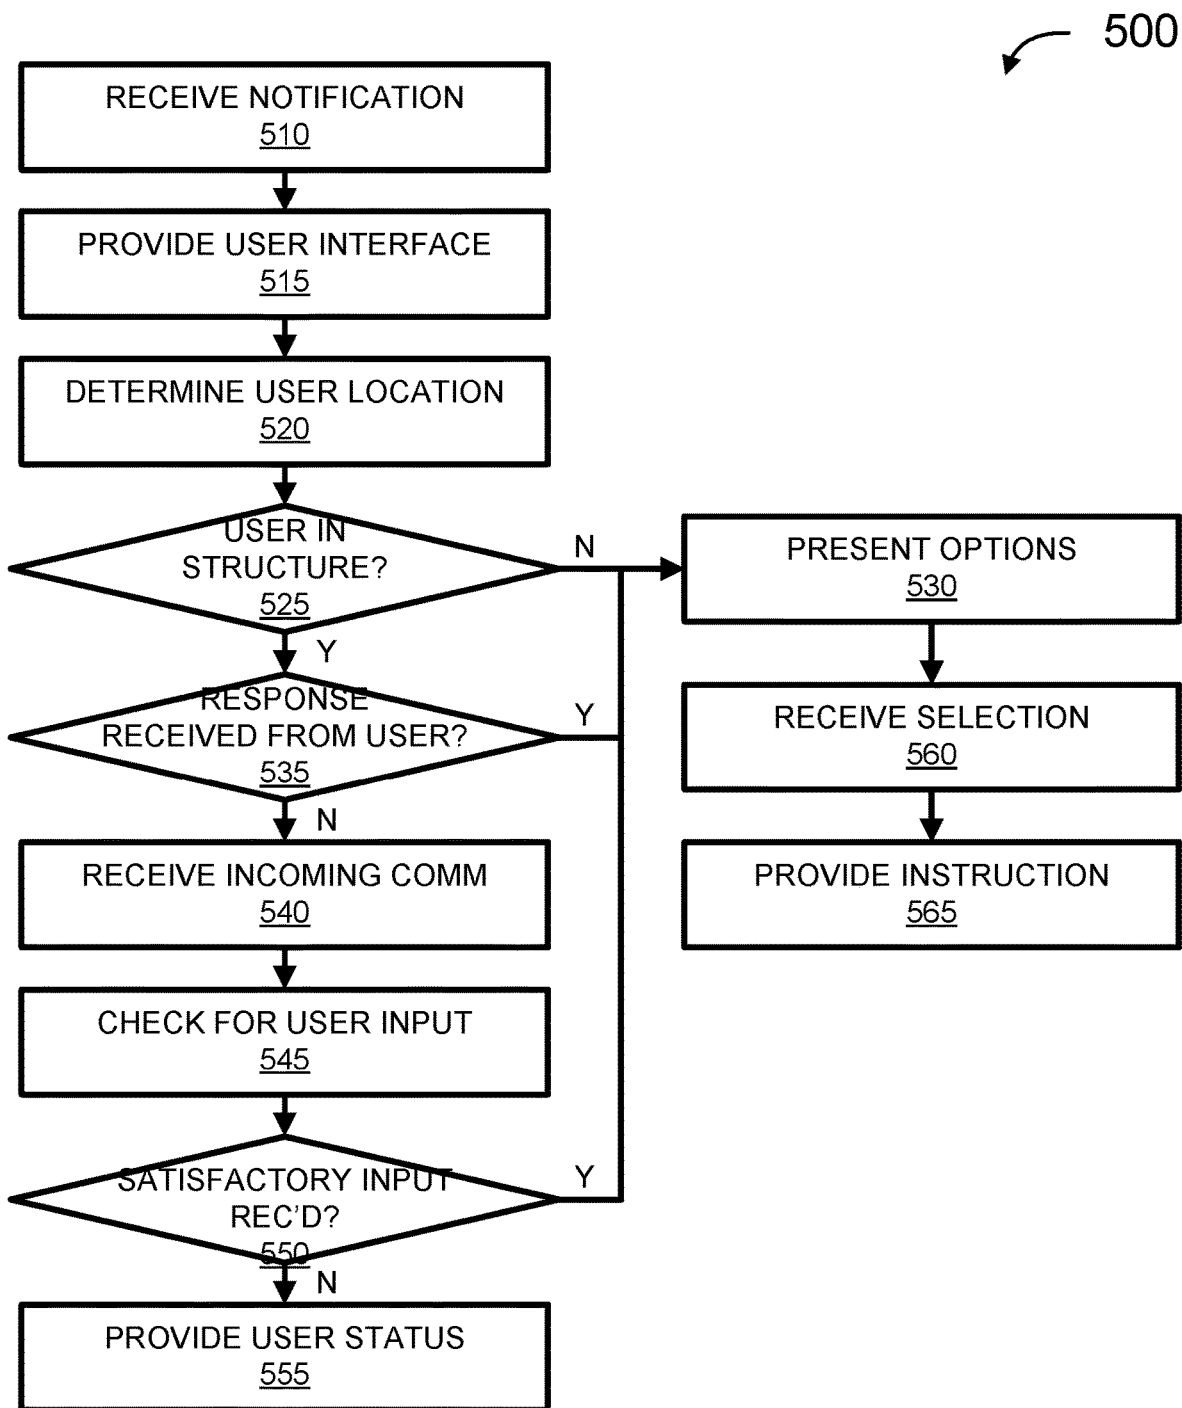 500
RECEIVE NOTIFICATION
510
PROVIDE USER INTERFACE
515
DETERMINE USER LOCATION
520
USER IN
STRUCTURE?
525
N
Y
PRESENT OPTIONS
530
RESPONSE
RECEIVED FROM USER?
535
Y
N
RECEIVE SELECTION
560
RECEIVE INCOMING COMM
540
PROVIDE INSTRUCTION
565
CHECK FOR USER INPUT
545
SATISFACTORY INPUT
REC'D?
550
Y
N
PROVIDE USER STATUS
555